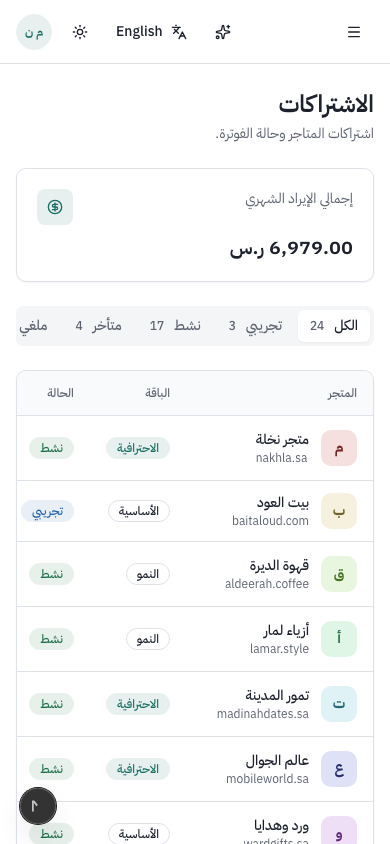 English
م ن
الاشتراكات
اشتراكات المتاجر وحالة الفوترة.
إجمالي الإيراد الشهري
6,979.00 ر.س
الكل 24 تجريبي 3 نشط 17 متأخر 4 ملغي
المتجر الباقة الحالة
م متجر نخلة الاحترافية نشط
nakhla.sa
ب بيت العود الأساسية تجريبي
baitaloud.com
ق قهوة الديرة النمو نشط
aldeerah.coffee
أ أزياء لمار النمو نشط
lamar.style
ت تمور المدينة الاحترافية نشط
madinahdates.sa
ع عالم الجوال الاحترافية نشط
mobileworld.sa
و ورد وهدايا الأساسية نشط
wardgifts.sa